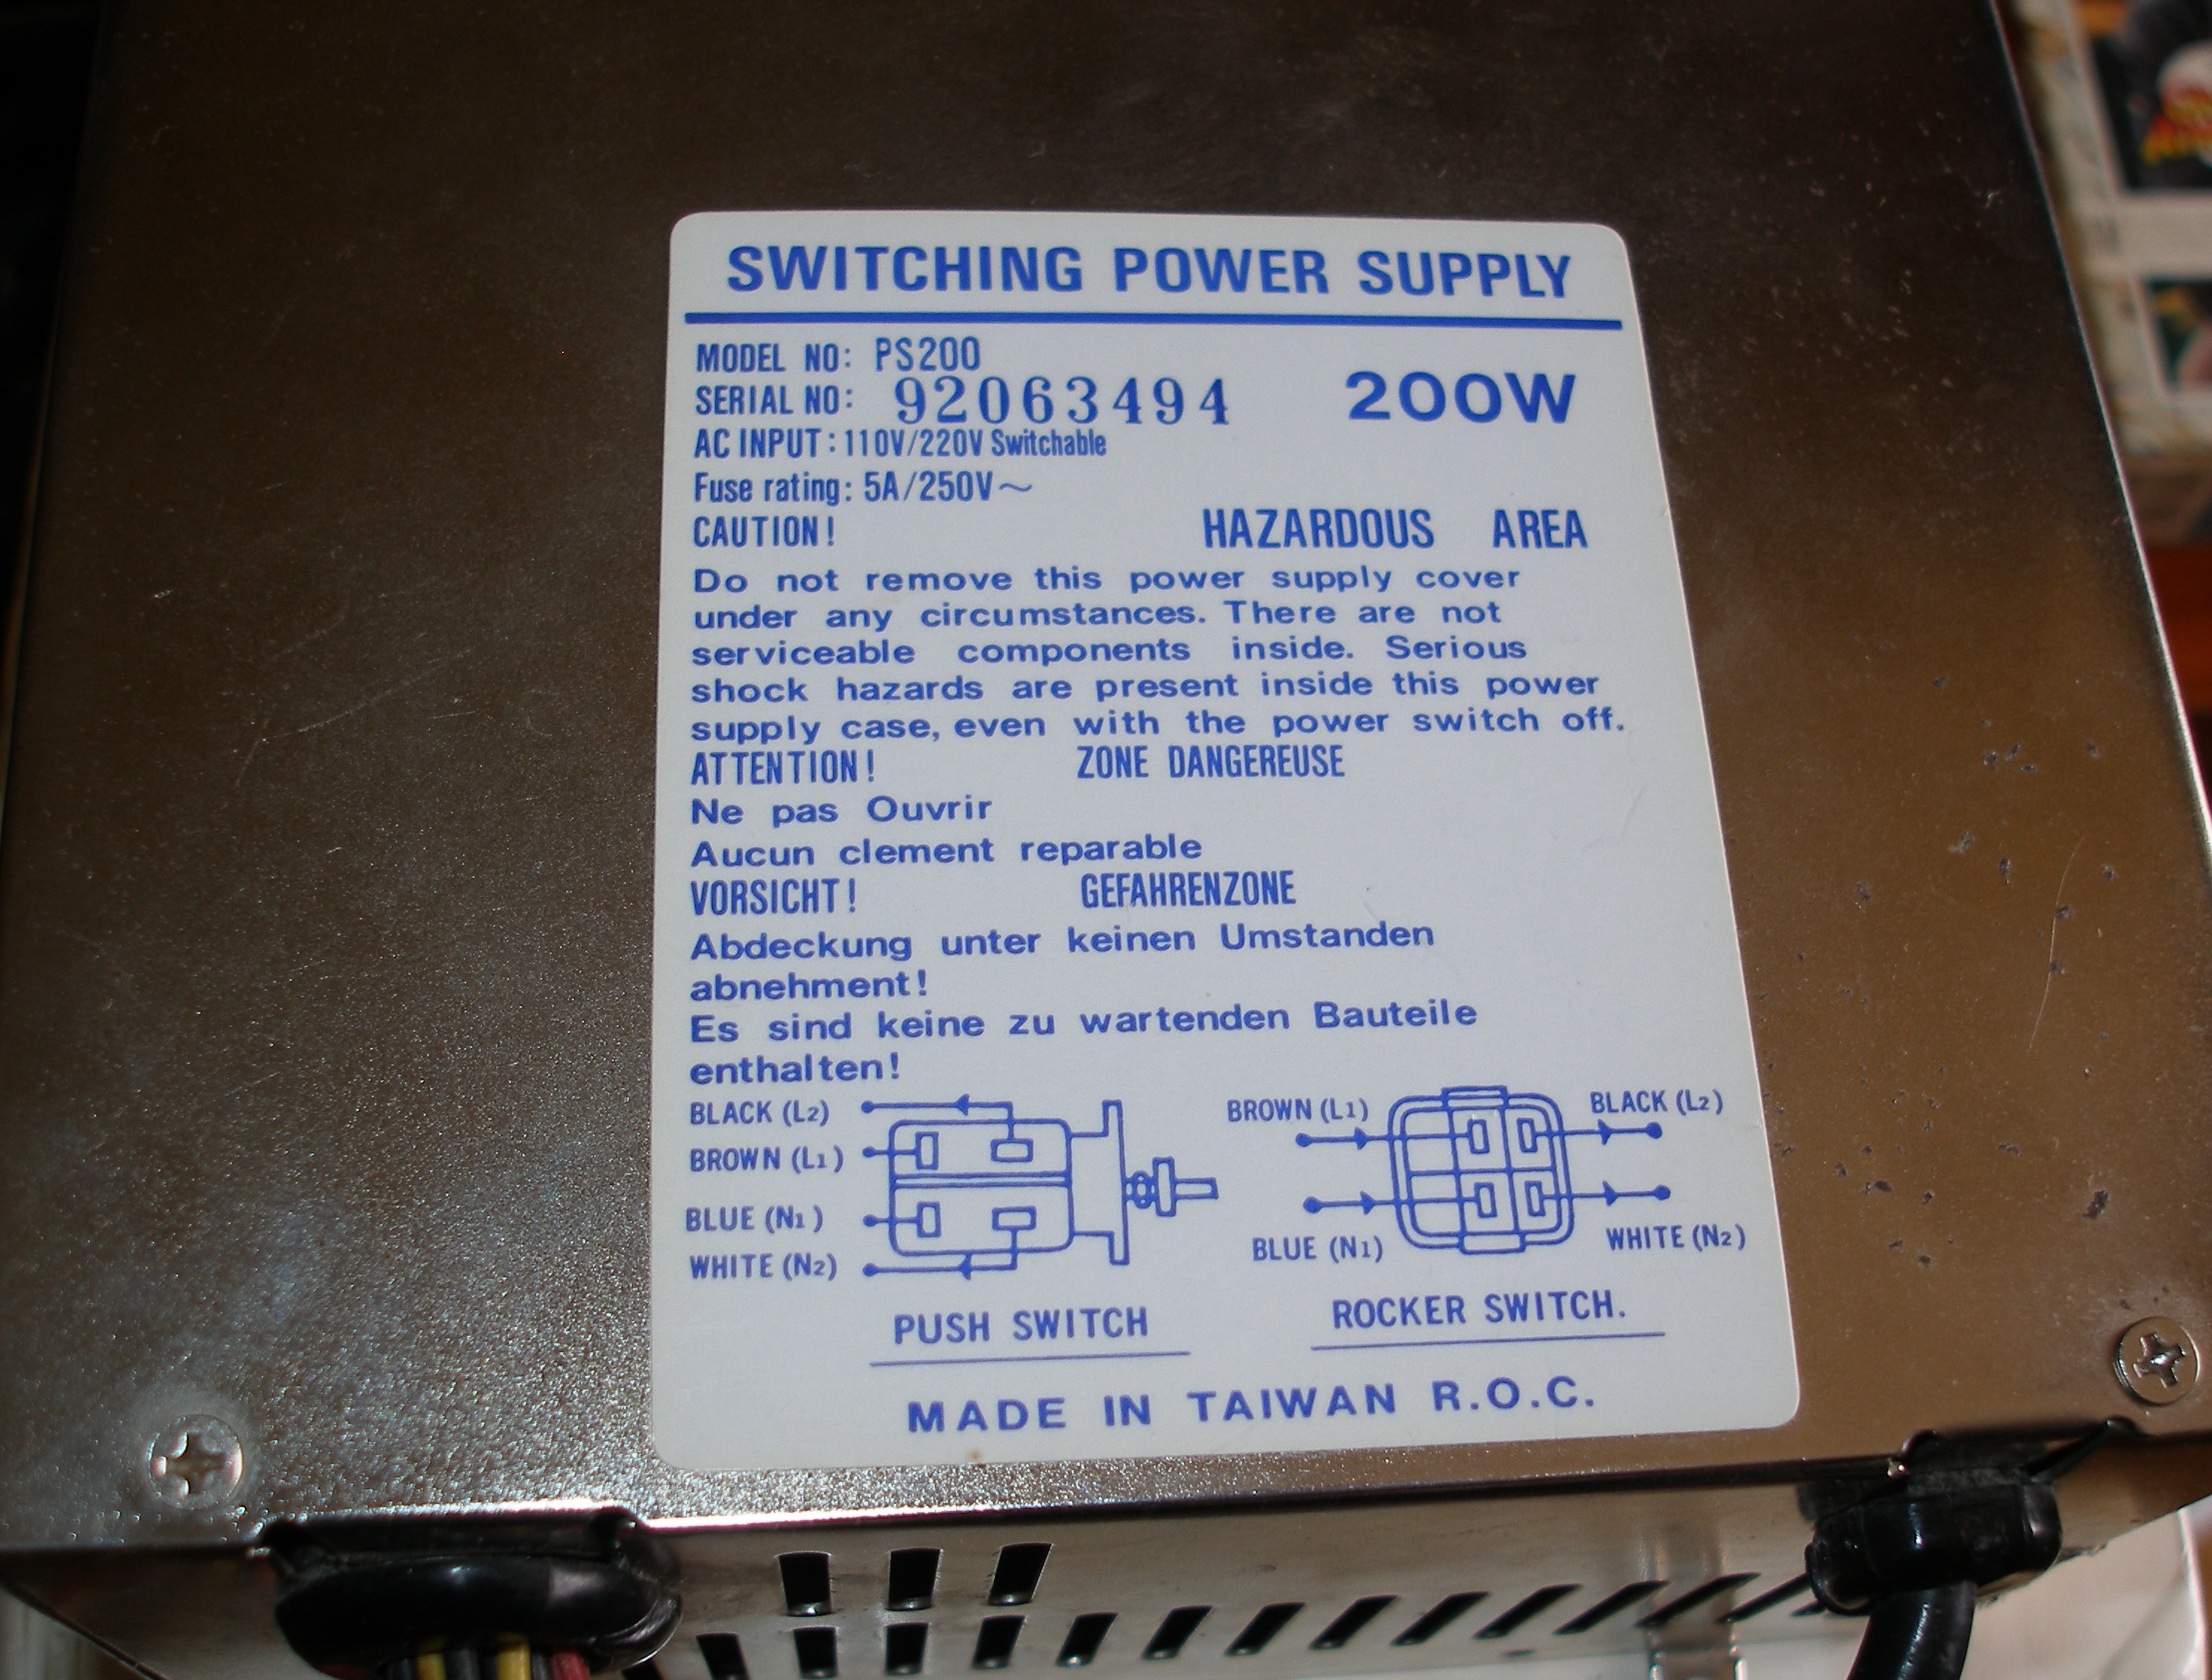 SWITCHING POWER SUPPLY
MODEL NO: PS200
SERIAL NO: 92063494 200W
AC INPUT : 110V/220V Switchable
Fuse rating: 5A/250V~
CAUTION! HAZARDOUS AREA
Do not remove this power supply cover
under any circumstances. There are not
serviceable components inside. Serious
shock hazards are present inside this power
supply case, even with the power switch off.
ATTENTION! ZONE DANGEREUSE
Ne pas Ouvrir
Aucun clement reparable
VORSICHT! GEFAHRENZONE
Abdeckung unter keinen Umstanden
abnehment!
Es sind keine zu wartenden Bauteile
enthalten!
BLACK (L2)
BROWN (L1)
BLUE (N1)
WHITE (N2)
PUSH SWITCH
BROWN (L1) BLACK (L2)
BLUE (N1) WHITE (N2)
ROCKER SWITCH.
MADE IN TAIWAN R.O.C.